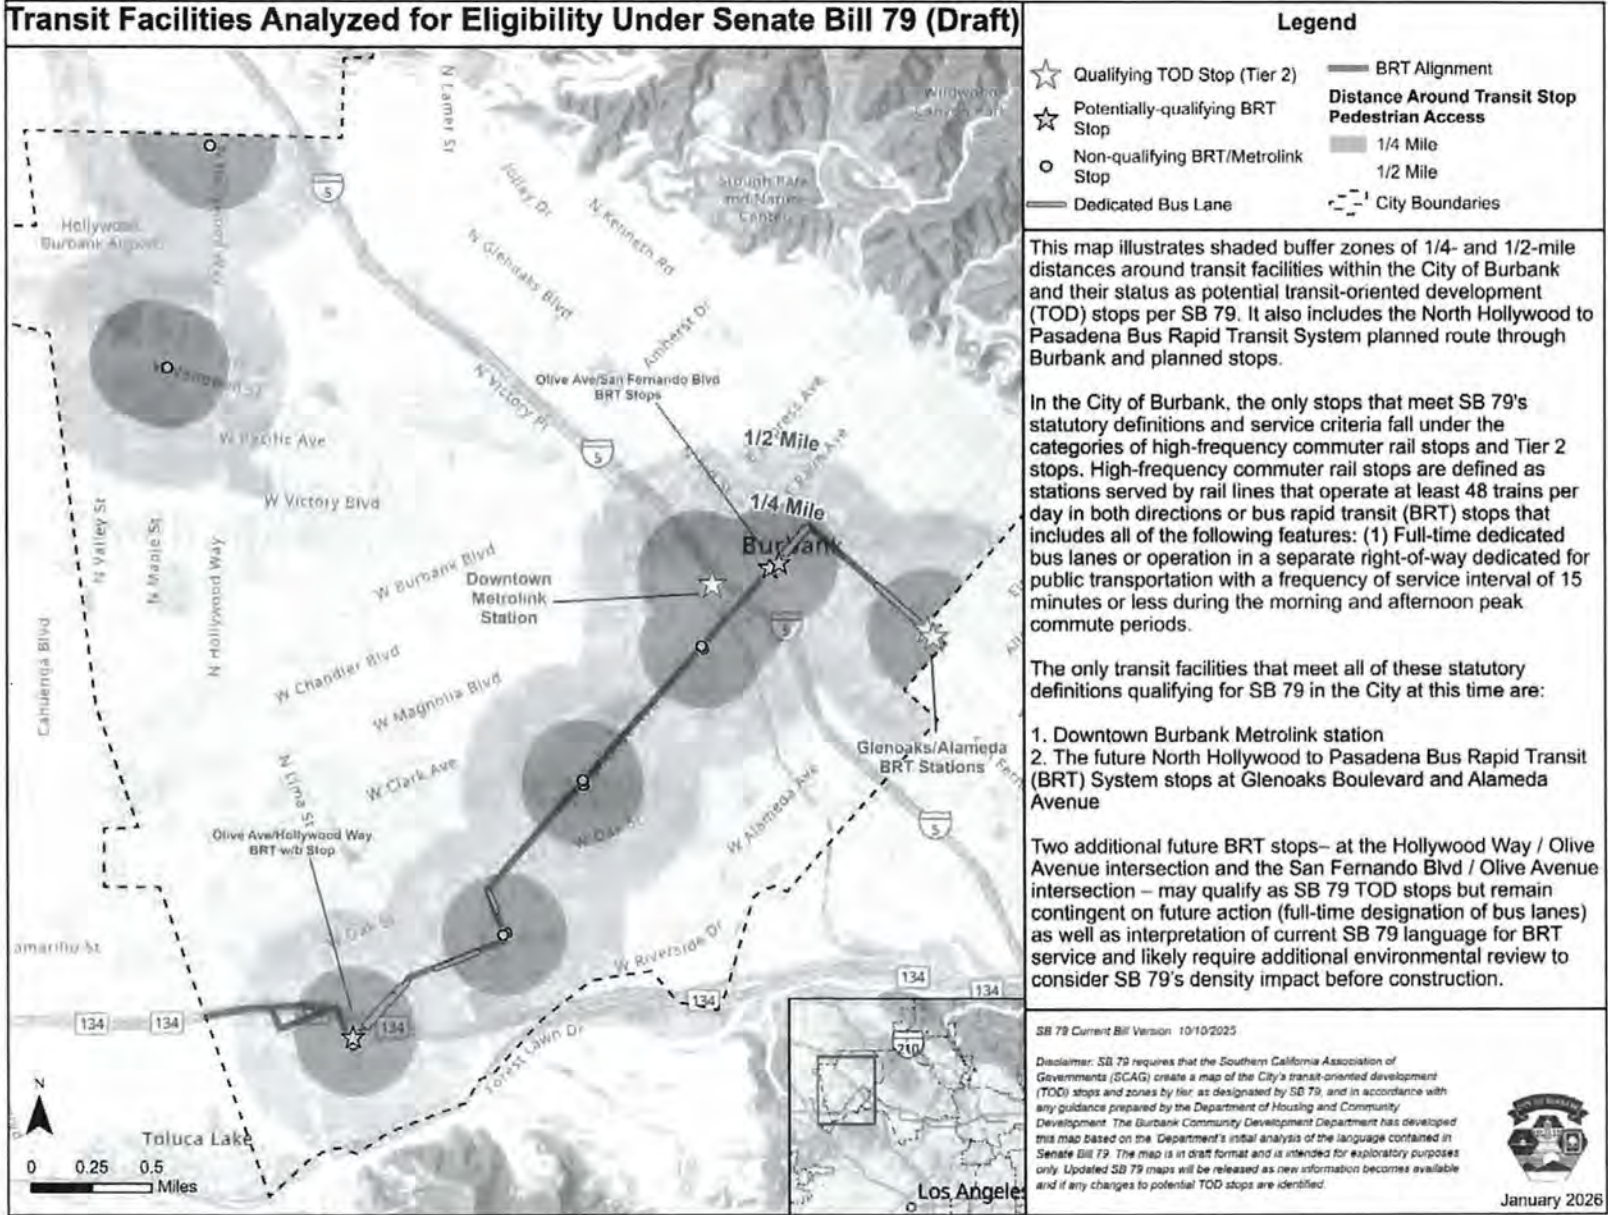 Transit Facilities Analyzed for Eligibility Under Senate Bill 79 (Draft)
Legend
Qualifying TOD Stop (Tier 2)
Potentially-qualifying BRT
Stop
Non-qualifying BRT/Metrolink
Stop
Dedicated Bus Lane
BRT Alignment
Distance Around Transit Stop
Pedestrian Access
1/4 Mile
1/2 Mile
City Boundaries
This map illustrates shaded buffer zones of 1/4- and 1/2-mile
distances around transit facilities within the City of Burbank
and their status as potential transit-oriented development
(TOD) stops per SB 79. It also includes the North Hollywood to
Pasadena Bus Rapid Transit System planned route through
Burbank and planned stops.
In the City of Burbank, the only stops that meet SB 79's
statutory definitions and service criteria fall under the
categories of high-frequency commuter rail stops and Tier 2
stops. High-frequency commuter rail stops are defined as
stations served by rail lines that operate at least 48 trains per
day in both directions or bus rapid transit (BRT) stops that
includes all of the following features: (1) Full-time dedicated
bus lanes or operation in a separate right-of-way dedicated for
public transportation with a frequency of service interval of 15
minutes or less during the morning and afternoon peak
commute periods.
The only transit facilities that meet all of these statutory
definitions qualifying for SB 79 in the City at this time are:
1. Downtown Burbank Metrolink station
2. The future North Hollywood to Pasadena Bus Rapid Transit
(BRT) System stops at Glenoaks Boulevard and Alameda
Avenue
Two additional future BRT stops– at the Hollywood Way / Olive
Avenue intersection and the San Fernando Blvd / Olive Avenue
intersection – may qualify as SB 79 TOD stops but remain
contingent on future action (full-time designation of bus lanes)
as well as interpretation of current SB 79 language for BRT
service and likely require additional environmental review to
consider SB 79's density impact before construction.
SB 79 Current Bill Version 10/10/2025
Disclaimer: SB 79 requires that the Southern California Association of
Governments (SCAG) create a map of the City's transit-oriented development
(TOD) stops and zones by tier, as designated by SB 79, and in accordance with
any guidance prepared by the Department of Housing and Community
Development. The Burbank Community Development Department has developed
this map based on the Department's initial analysis of the language contained in
Senate Bill 79. The map is in draft format and is intended for exploratory purposes
only. Updated SB 79 maps will be released as new information becomes available
and if any changes to potential TOD stops are identified.
January 2026
N Lamer St
Wildwood
Canyon Park
5
Jolley Dr
N Kenneth Rd
Stough Park
and Nature
Center
Hollywood
Burbank Airport
N Glenoaks Blvd
Amherst Dr
N Victory Pl
Olive Ave/San Fernando Blvd
BRT Stops
W Pacific Ave
5
1/2 Mile
W Victory Blvd
1/4 Mile
N Valley St
N Maple St
N Hollywood Way
Burbank
W Burbank Blvd
Downtown
Metrolink
Station
5
Cahuenga Blvd
W Chandler Blvd
W Magnolia Blvd
Glenoaks/Alameda
BRT Stations
W Clark Ave
W Alameda Ave
N Lima St
Olive Ave/Hollywood Way
BRT w/b Stop
W Oak St
5
W Oak St
W Riverside Dr
134
134
134
134
134
134
Forest Lawn Dr
N
Toluca Lake
0 0.25 0.5
Miles
210
Los Angeles